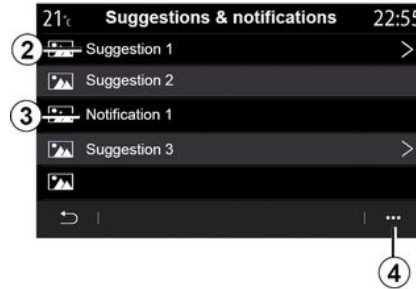 21°c Suggestions & notifications 22:55
2 Suggestion 1
Suggestion 2
3 Notification 1
Suggestion 3
4